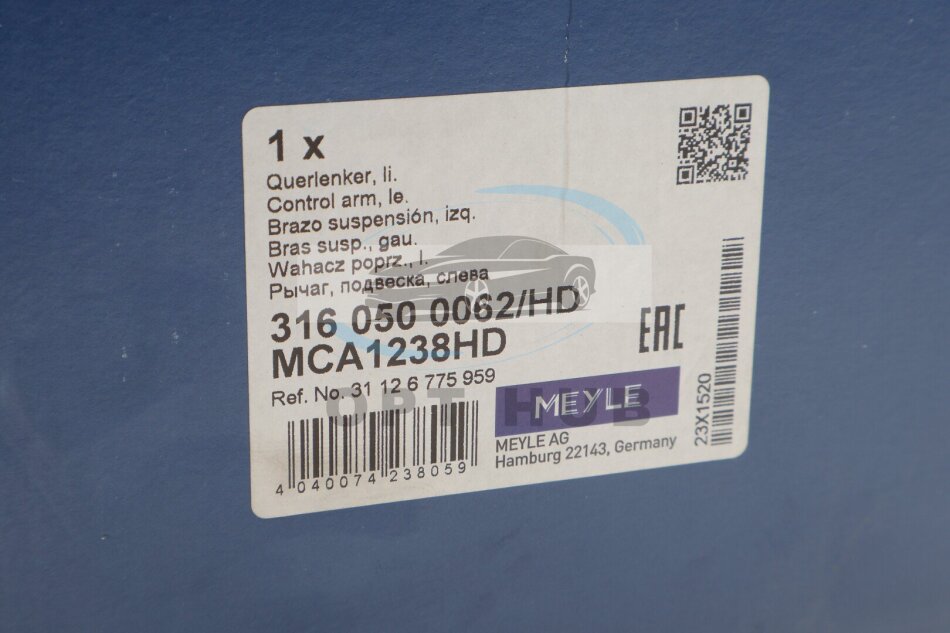 1 x
Querlenker, li.
Control arm, le.
Brazo suspensión, izq.
Bras susp., gau.
Wahacz poprz., l.
Рычаг, подвеска, слева
316 050 0062/HD
MCA1238HD
Ref. No. 31 12 6 775 959
EAC
MEYLE
MEYLE AG
Hamburg 22143, Germany
4 040074 238059
23X1520
OPT HUB